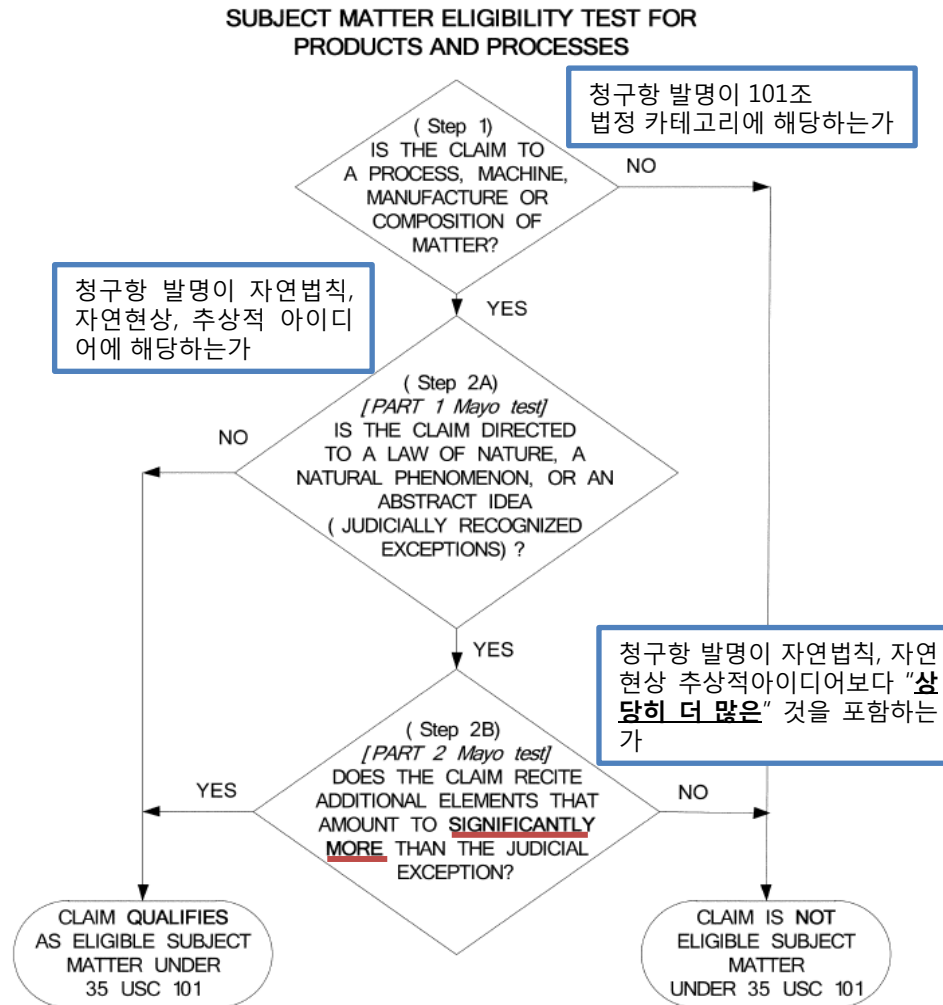 SUBJECT MATTER ELIGIBILITY TEST FOR
PRODUCTS AND PROCESSES
청구항 발명이 101조
법정 카테고리에 해당하는가
( Step 1)
IS THE CLAIM TO
A PROCESS, MACHINE,
MANUFACTURE OR
COMPOSITION OF
MATTER?
NO
YES
청구항 발명이 자연법칙,
자연현상, 추상적 아이디
어에 해당하는가
( Step 2A)
[PART 1 Mayo test]
IS THE CLAIM DIRECTED
TO A LAW OF NATURE, A
NATURAL PHENOMENON, OR AN
ABSTRACT IDEA
( JUDICIALLY RECOGNIZED
EXCEPTIONS) ?
NO
YES
청구항 발명이 자연법칙, 자연
현상 추상적아이디어보다 "상
당히 더 많은" 것을 포함하는
가
( Step 2B)
[PART 2 Mayo test]
DOES THE CLAIM RECITE
ADDITIONAL ELEMENTS THAT
AMOUNT TO SIGNIFICANTLY
MORE THAN THE JUDICIAL
EXCEPTION?
YES
NO
CLAIM QUALIFIES
AS ELIGIBLE SUBJECT
MATTER UNDER
35 USC 101
CLAIM IS NOT
ELIGIBLE SUBJECT
MATTER
UNDER 35 USC 101